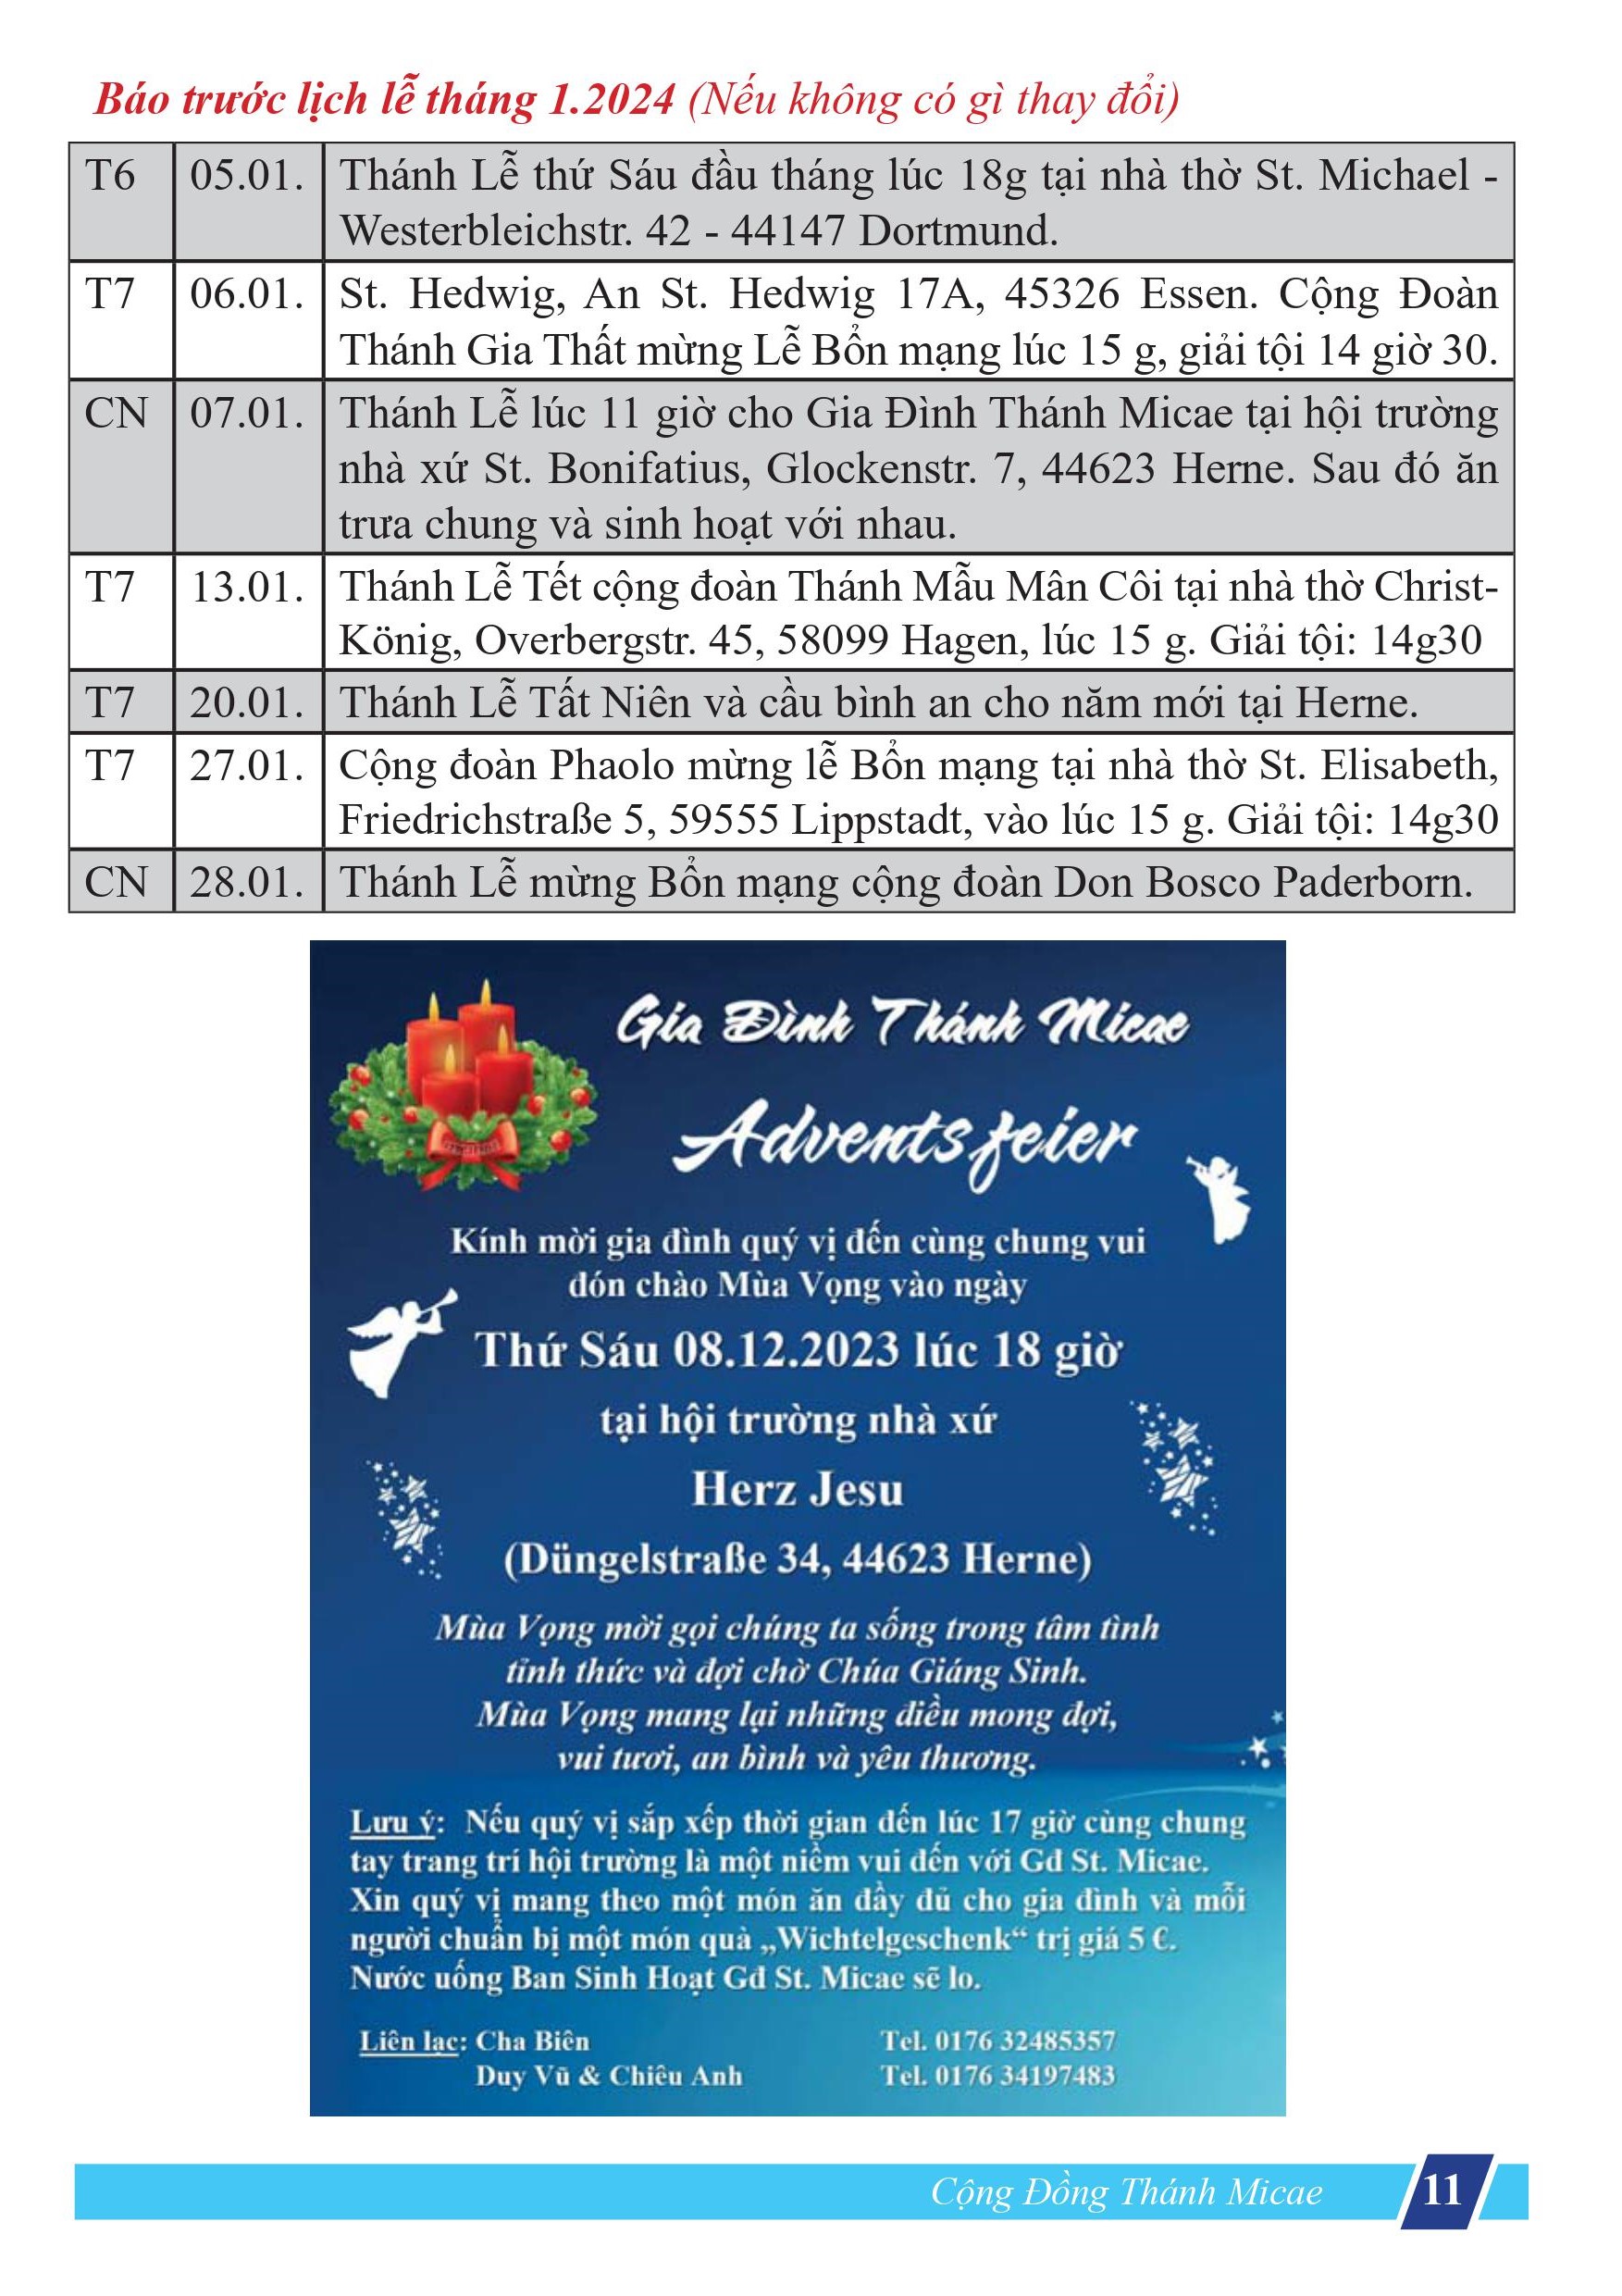 Báo trước lịch lễ tháng 1.2024 (Nếu không có gì thay đổi)
T6 05.01. Thánh Lễ thứ Sáu đầu tháng lúc 18g tại nhà thờ St. Michael -
Westerbleichstr. 42 - 44147 Dortmund.
T7 06.01. St. Hedwig, An St. Hedwig 17A, 45326 Essen. Cộng Đoàn
Thánh Gia Thất mừng Lễ Bổn mạng lúc 15 g, giải tội 14 giờ 30.
CN 07.01. Thánh Lễ lúc 11 giờ cho Gia Đình Thánh Micae tại hội trường
nhà xứ St. Bonifatius, Glockenstr. 7, 44623 Herne. Sau đó ăn
trưa chung và sinh hoạt với nhau.
T7 13.01. Thánh Lễ Tết cộng đoàn Thánh Mẫu Mân Côi tại nhà thờ Christ-
König, Overbergstr. 45, 58099 Hagen, lúc 15 g. Giải tội: 14g30
T7 20.01. Thánh Lễ Tất Niên và cầu bình an cho năm mới tại Herne.
T7 27.01. Cộng đoàn Phaolo mừng lễ Bổn mạng tại nhà thờ St. Elisabeth,
Friedrichstraße 5, 59555 Lippstadt, vào lúc 15 g. Giải tội: 14g30
CN 28.01. Thánh Lễ mừng Bổn mạng cộng đoàn Don Bosco Paderborn.
Gia Đình Thánh Micae
Adventsfeier
Kính mời gia đình quý vị đến cùng chung vui
đón chào Mùa Vọng vào ngày
Thứ Sáu 08.12.2023 lúc 18 giờ
tại hội trường nhà xứ
Herz Jesu
(Düngelstraße 34, 44623 Herne)
Mùa Vọng mời gọi chúng ta sống trong tâm tình
tỉnh thức và đợi chờ Chúa Giáng Sinh.
Mùa Vọng mang lại những điều mong đợi,
vui tươi, an bình và yêu thương.
Lưu ý: Nếu quý vị sắp xếp thời gian đến lúc 17 giờ cùng chung
tay trang trí hội trường là một niềm vui đến với Gđ St. Micae.
Xin quý vị mang theo một món ăn đầy đủ cho gia đình và mỗi
người chuẩn bị một món quà „Wichtelgeschenk“ trị giá 5 €.
Nước uống Ban Sinh Hoạt Gđ St. Micae sẽ lo.
Liên lạc: Cha Biên Tel. 0176 32485357
Duy Vũ & Chiêu Anh Tel. 0176 34197483
Cộng Đồng Thánh Micae 11